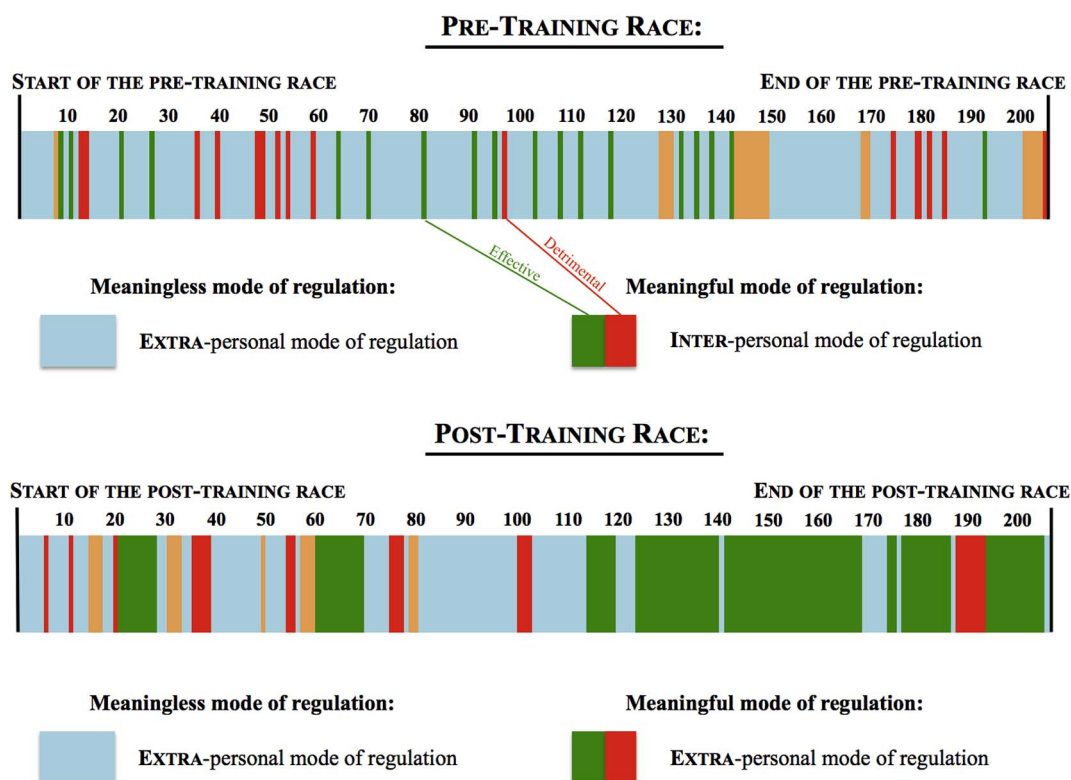 PRE-TRAINING RACE:
START OF THE PRE-TRAINING RACE END OF THE PRE-TRAINING RACE
10 20 30 40 50 60 70 80 90 100 110 120 130 140 150 160 170 180 190 200
Effective
Detrimental
Meaningless mode of regulation: Meaningful mode of regulation:
EXTRA-personal mode of regulation INTER-personal mode of regulation
POST-TRAINING RACE:
START OF THE POST-TRAINING RACE END OF THE POST-TRAINING RACE
10 20 30 40 50 60 70 80 90 100 110 120 130 140 150 160 170 180 190 200
Meaningless mode of regulation: Meaningful mode of regulation:
EXTRA-personal mode of regulation EXTRA-personal mode of regulation